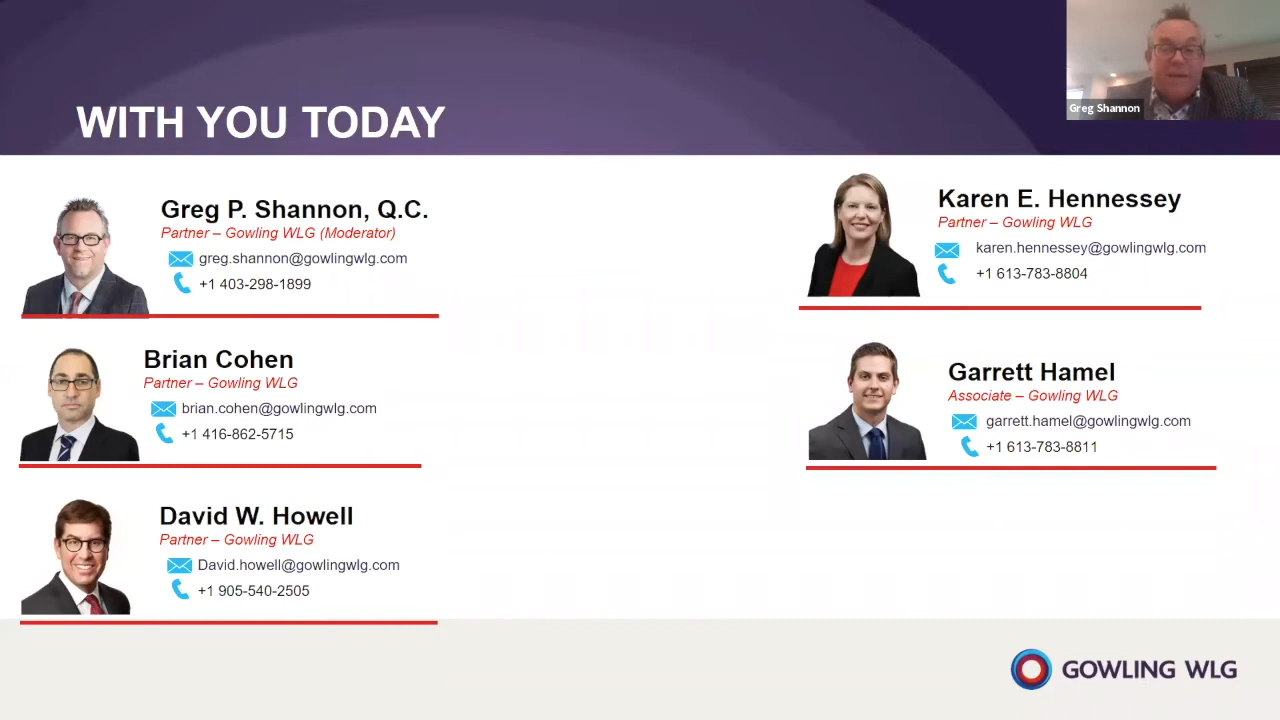 WITH YOU TODAY
Greg Shannon
Greg P. Shannon, Q.C.
Partner – Gowling WLG (Moderator)
greg.shannon@gowlingwlg.com
+1 403-298-1899
Brian Cohen
Partner – Gowling WLG
brian.cohen@gowlingwlg.com
+1 416-862-5715
David W. Howell
Partner – Gowling WLG
David.howell@gowlingwlg.com
+1 905-540-2505
Karen E. Hennessey
Partner – Gowling WLG
karen.hennessey@gowlingwlg.com
+1 613-783-8804
Garrett Hamel
Associate – Gowling WLG
garrett.hamel@gowlingwlg.com
+1 613-783-8811
GOWLING WLG